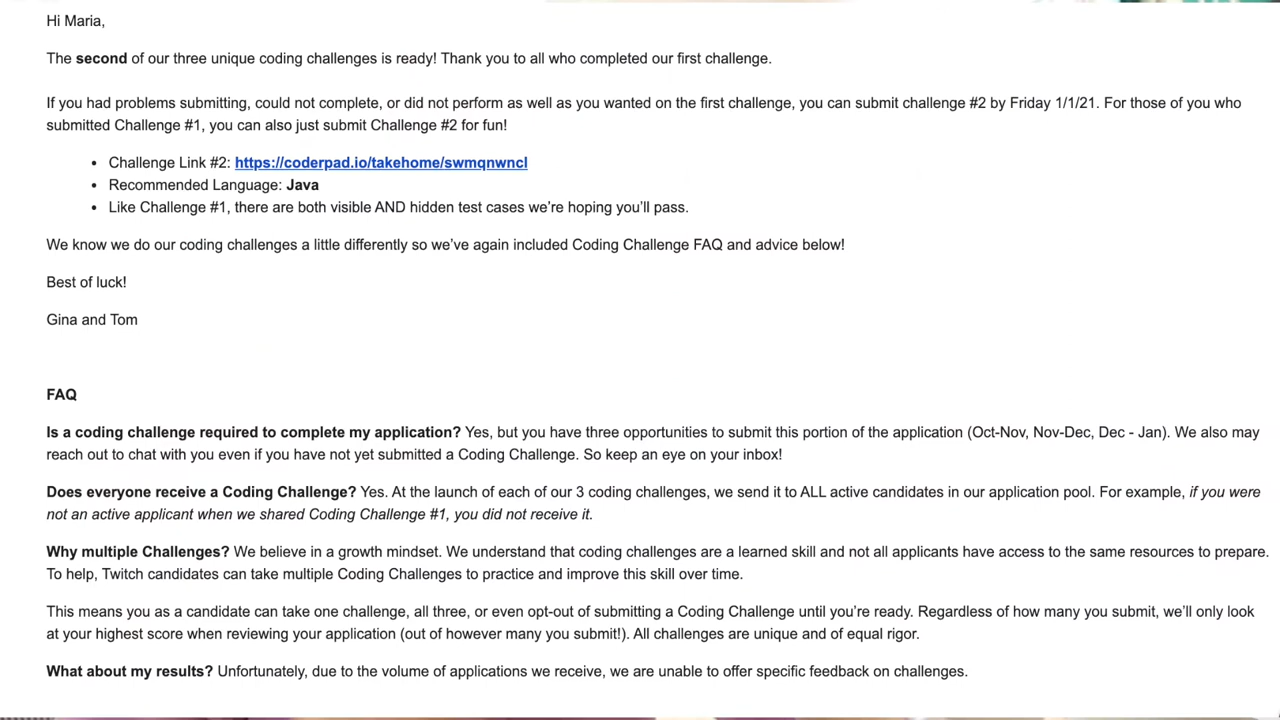 Hi Maria,
The second of our three unique coding challenges is ready! Thank you to all who completed our first challenge.
If you had problems submitting, could not complete, or did not perform as well as you wanted on the first challenge, you can submit challenge #2 by Friday 1/1/21. For those of you who
submitted Challenge #1, you can also just submit Challenge #2 for fun!
• Challenge Link #2: https://coderpad.io/takehome/swmqnwncl
• Recommended Language: Java
• Like Challenge #1, there are both visible AND hidden test cases we're hoping you'll pass.
We know we do our coding challenges a little differently so we've again included Coding Challenge FAQ and advice below!
Best of luck!
Gina and Tom
FAQ
Is a coding challenge required to complete my application? Yes, but you have three opportunities to submit this portion of the application (Oct-Nov, Nov-Dec, Dec - Jan). We also may
reach out to chat with you even if you have not yet submitted a Coding Challenge. So keep an eye on your inbox!
Does everyone receive a Coding Challenge? Yes. At the launch of each of our 3 coding challenges, we send it to ALL active candidates in our application pool. For example, if you were
not an active applicant when we shared Coding Challenge #1, you did not receive it.
Why multiple Challenges? We believe in a growth mindset. We understand that coding challenges are a learned skill and not all applicants have access to the same resources to prepare.
To help, Twitch candidates can take multiple Coding Challenges to practice and improve this skill over time.
This means you as a candidate can take one challenge, all three, or even opt-out of submitting a Coding Challenge until you're ready. Regardless of how many you submit, we'll only look
at your highest score when reviewing your application (out of however many you submit!). All challenges are unique and of equal rigor.
What about my results? Unfortunately, due to the volume of applications we receive, we are unable to offer specific feedback on challenges.